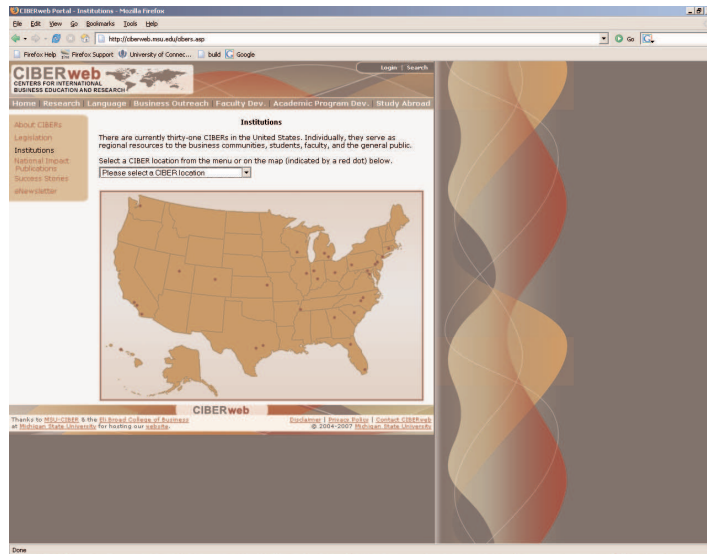 CIBERweb Portal - Institutions - Mozilla Firefox
File Edit View Go Bookmarks Tools Help
http://ciberweb.msu.edu/cibers.asp
Go
Firefox Help Firefox Support University of Connec... build Google
Login | Search
CIBERweb
CENTERS FOR INTERNATIONAL
BUSINESS EDUCATION AND RESEARCH
Home | Research | Language | Business Outreach | Faculty Dev. | Academic Program Dev. | Study Abroad
About CIBERs
Legislation
Institutions
National Impact
Publications
Success Stories
eNewsletter
Institutions
There are currently thirty-one CIBERs in the United States. Individually, they serve as
regional resources to the business communities, students, faculty, and the general public.
Select a CIBER location from the menu or on the map (indicated by a red dot) below.
Please select a CIBER location
CIBERweb
Thanks to MSU-CIBER & the Eli Broad College of Business
at Michigan State University for hosting our website.
Disclaimer | Privacy Policy | Contact CIBERweb
© 2004-2007 Michigan State University
Done